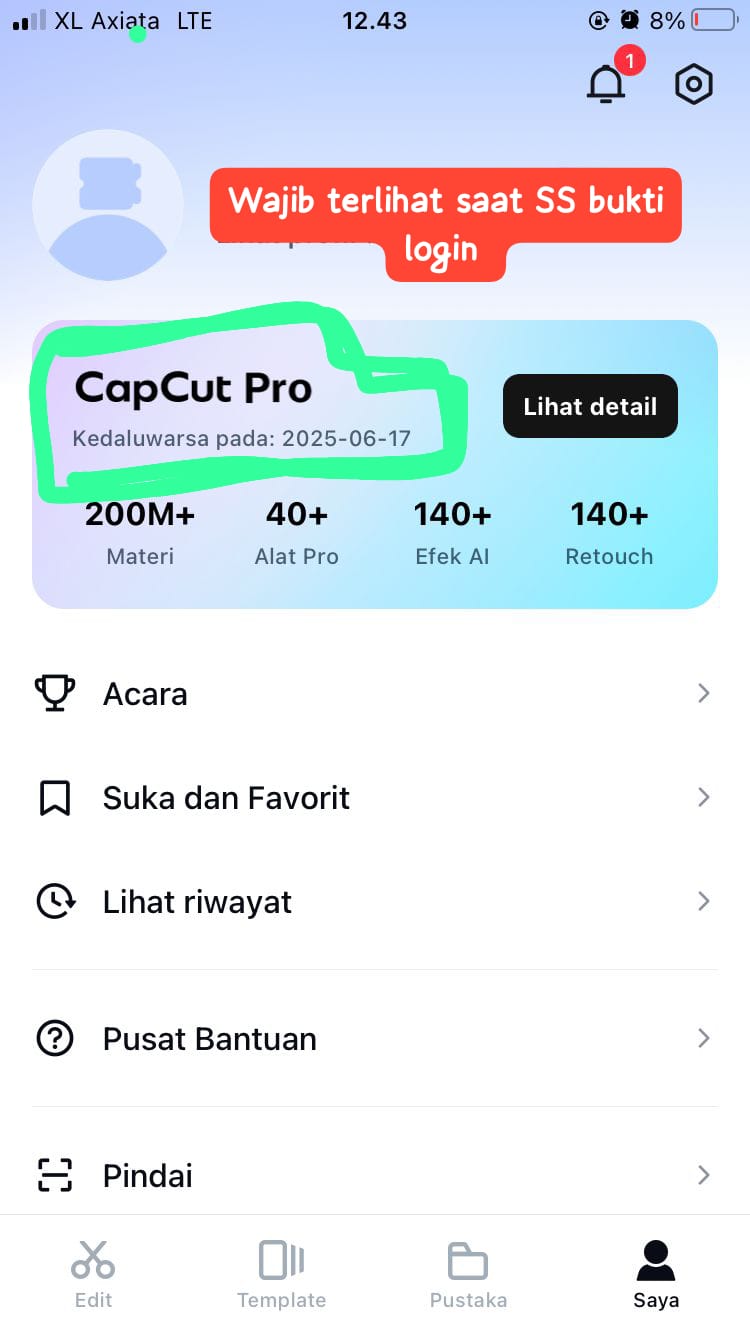 XL Axiata LTE 12.43 8%
1
Wajib terlihat saat SS bukti
login
CapCut Pro
Kedaluwarsa pada: 2025-06-17
Lihat detail
200M+ 40+ 140+ 140+
Materi Alat Pro Efek AI Retouch
Acara
Suka dan Favorit
Lihat riwayat
Pusat Bantuan
Pindai
Edit Template Pustaka Saya